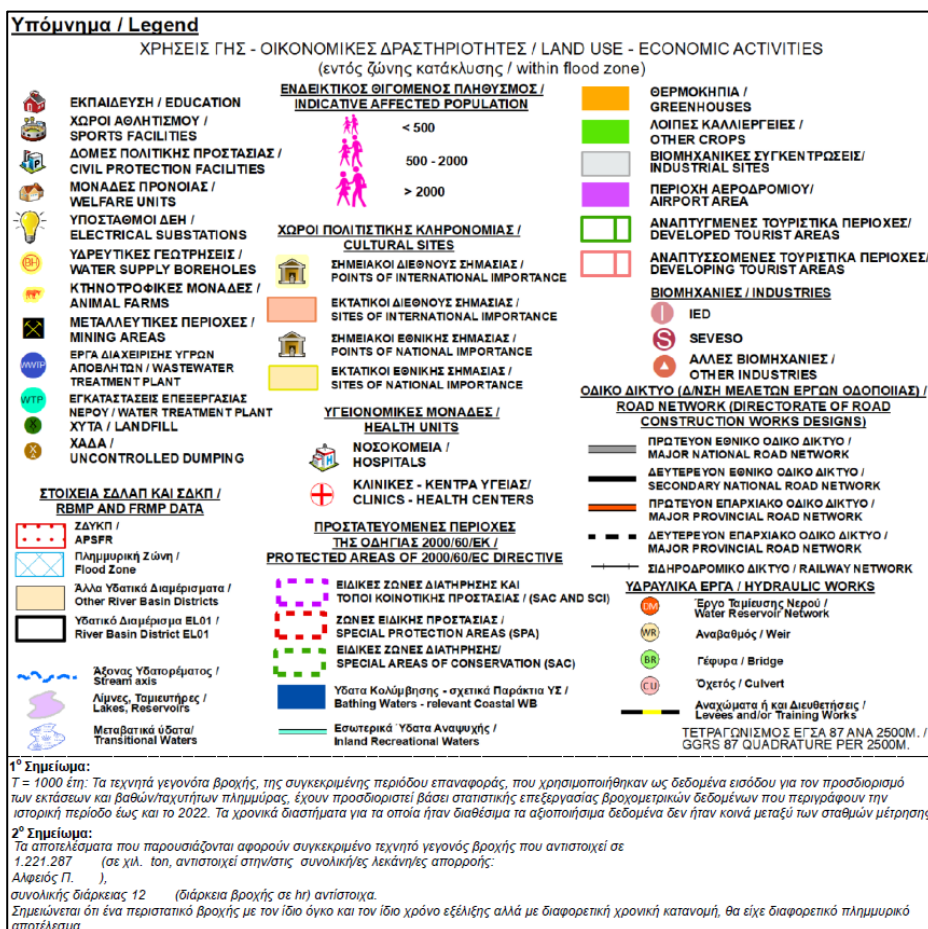 Υπόμνημα / Legend
ΧΡΗΣΕΙΣ ΓΗΣ - ΟΙΚΟΝΟΜΙΚΕΣ ΔΡΑΣΤΗΡΙΟΤΗΤΕΣ / LAND USE - ECONOMIC ACTIVITIES
(εντός ζώνης κατάκλυσης / within flood zone)
ΕΚΠΑΙΔΕΥΣΗ / EDUCATION
ΧΩΡΟΙ ΑΘΛΗΤΙΣΜΟΥ /
SPORTS FACILITIES
ΔΟΜΕΣ ΠΟΛΙΤΙΚΗΣ ΠΡΟΣΤΑΣΙΑΣ /
CIVIL PROTECTION FACILITIES
ΜΟΝΑΔΕΣ ΠΡΟΝΟΙΑΣ /
WELFARE UNITS
ΥΠΟΣΤΑΘΜΟΙ ΔΕΗ /
ELECTRICAL SUBSTATIONS
BH
ΥΔΡΕΥΤΙΚΕΣ ΓΕΩΤΡΗΣΕΙΣ /
WATER SUPPLY BOREHOLES
ΚΤΗΝΟΤΡΟΦΙΚΕΣ ΜΟΝΑΔΕΣ /
ANIMAL FARMS
ΜΕΤΑΛΛΕΥΤΙΚΕΣ ΠΕΡΙΟΧΕΣ /
MINING AREAS
WWTP
ΕΡΓΑ ΔΙΑΧΕΙΡΙΣΗΣ ΥΓΡΩΝ
ΑΠΟΒΛΗΤΩΝ / WASTEWATER
TREATMENT PLANT
WTP
ΕΓΚΑΤΑΣΤΑΣΕΙΣ ΕΠΕΞΕΡΓΑΣΙΑΣ
ΝΕΡΟΥ / WATER TREATMENT PLANT
ΧΥΤΑ / LANDFILL
ΧΑΔΑ /
UNCONTROLLED DUMPING
ΣΤΟΙΧΕΙΑ ΣΔΛΑΠ ΚΑΙ ΣΔΚΠ /
RBMP AND FRMP DATA
ΖΔΥΚΠ /
APSFR
Πλημμυρική Ζώνη /
Flood Zone
Άλλα Υδατικά Διαμέρισματα /
Other River Basin Districts
Υδατικό Διαμέρισμα EL01 /
River Basin District EL01
Άξονας Υδατορέματος /
Stream axis
Λίμνες, Ταμιευτήρες /
Lakes, Reservoirs
Μεταβατικά ύδατα/
Transitional Waters
ΕΝΔΕΙΚΤΙΚΟΣ ΘΙΓΟΜΕΝΟΣ ΠΛΗΘΥΣΜΟΣ /
INDICATIVE AFFECTED POPULATION
< 500
500 - 2000
> 2000
ΧΩΡΟΙ ΠΟΛΙΤΙΣΤΙΚΗΣ ΚΛΗΡΟΝΟΜΙΑΣ /
CULTURAL SITES
ΣΗΜΕΙΑΚΟΙ ΔΙΕΘΝΟΥΣ ΣΗΜΑΣΙΑΣ /
POINTS OF INTERNATIONAL IMPORTANCE
ΕΚΤΑΤΙΚΟΙ ΔΙΕΘΝΟΥΣ ΣΗΜΑΣΙΑΣ /
SITES OF INTERNATIONAL IMPORTANCE
ΣΗΜΕΙΑΚΟΙ ΕΘΝΙΚΗΣ ΣΗΜΑΣΙΑΣ /
POINTS OF NATIONAL IMPORTANCE
ΕΚΤΑΤΙΚΟΙ ΕΘΝΙΚΗΣ ΣΗΜΑΣΙΑΣ /
SITES OF NATIONAL IMPORTANCE
ΥΓΕΙΟΝΟΜΙΚΕΣ ΜΟΝΑΔΕΣ /
HEALTH UNITS
ΝΟΣΟΚΟΜΕΙΑ /
HOSPITALS
ΚΛΙΝΙΚΕΣ - ΚΕΝΤΡΑ ΥΓΕΙΑΣ/
CLINICS - HEALTH CENTERS
ΠΡΟΣΤΑΤΕΥΟΜΕΝΕΣ ΠΕΡΙΟΧΕΣ
ΤΗΣ ΟΔΗΓΙΑΣ 2000/60/ΕΚ /
PROTECTED AREAS OF 2000/60/EC DIRECTIVE
ΕΙΔΙΚΕΣ ΖΩΝΕΣ ΔΙΑΤΗΡΗΣΗΣ ΚΑΙ
ΤΟΠΟΙ ΚΟΙΝΟΤΙΚΗΣ ΠΡΟΣΤΑΣΙΑΣ / (SAC AND SCI)
ΖΩΝΕΣ ΕΙΔΙΚΗΣ ΠΡΟΣΤΑΣΙΑΣ /
SPECIAL PROTECTION AREAS (SPA)
ΕΙΔΙΚΕΣ ΖΩΝΕΣ ΔΙΑΤΗΡΗΣΗΣ/
SPECIAL AREAS OF CONSERVATION (SAC)
Υδατα Κολύμβησης - σχετικά Παράκτια ΥΣ /
Bathing Waters - relevant Coastal WB
Εσωτερικά Ύδατα Αναψυχής /
Inland Recreational Waters
ΘΕΡΜΟΚΗΠΙΑ /
GREENHOUSES
ΛΟΙΠΕΣ ΚΑΛΛΙΕΡΓΕΙΕΣ /
OTHER CROPS
ΒΙΟΜΗΧΑΝΙΚΕΣ ΣΥΓΚΕΝΤΡΩΣΕΙΣ/
INDUSTRIAL SITES
ΠΕΡΙΟΧΗ ΑΕΡΟΔΡΟΜΙΟΥ/
AIRPORT AREA
ΑΝΑΠΤΥΓΜΕΝΕΣ ΤΟΥΡΙΣΤΙΚΑ ΠΕΡΙΟΧΕΣ/
DEVELOPED TOURIST AREAS
ΑΝΑΠΤΥΣΣΟΜΕΝΕΣ ΤΟΥΡΙΣΤΙΚΑ ΠΕΡΙΟΧΕΣ/
DEVELOPING TOURIST AREAS
ΒΙΟΜΗΧΑΝΙΕΣ / INDUSTRIES
I IED
S SEVESO
ΑΛΛΕΣ ΒΙΟΜΗΧΑΝΙΕΣ /
OTHER INDUSTRIES
ΟΔΙΚΟ ΔΙΚΤΥΟ (Δ/ΝΣΗ ΜΕΛΕΤΩΝ ΕΡΓΩΝ ΟΔΟΠΟΙΙΑΣ) /
ROAD NETWORK (DIRECTORATE OF ROAD
CONSTRUCTION WORKS DESIGNS)
ΠΡΩΤΕΥΟΝ ΕΘΝΙΚΟ ΟΔΙΚΟ ΔΙΚΤΥΟ /
MAJOR NATIONAL ROAD NETWORK
ΔΕΥΤΕΡΕΥΟΝ ΕΘΝΙΚΟ ΟΔΙΚΟ ΔΙΚΤΥΟ /
SECONDARY NATIONAL ROAD NETWORK
ΠΡΩΤΕΥΟΝ ΕΠΑΡΧΙΑΚΟ ΟΔΙΚΟ ΔΙΚΤΥΟ /
MAJOR PROVINCIAL ROAD NETWORK
ΔΕΥΤΕΡΕΥΟΝ ΕΠΑΡΧΙΑΚΟ ΟΔΙΚΟ ΔΙΚΤΥΟ /
MAJOR PROVINCIAL ROAD NETWORK
ΣΙΔΗΡΟΔΡΟΜΙΚΟ ΔΙΚΤΥΟ / RAILWAY NETWORK
ΥΔΡΑΥΛΙΚΑ ΕΡΓΑ / HYDRAULIC WORKS
DM
Έργο Ταμίευσης Νερού /
Water Reservoir Network
WR Αναβαθμός / Weir
BR Γέφυρα / Bridge
CU Οχετός / Culvert
Αναχώματα ή και Διευθετήσεις /
Levees and/or Training Works
ΤΕΤΡΑΓΩΝΙΣΜΟΣ ΕΓΣΑ 87 ΑΝΑ 2500Μ. /
GGRS 87 QUADRATURE PER 2500M.
1ο Σημείωμα:
Τ = 1000 έτη: Τα τεχνητά γεγονότα βροχής, της συγκεκριμένης περιόδου επαναφοράς, που χρησιμοποιήθηκαν ως δεδομένα εισόδου για τον προσδιορισμό
των εκτάσεων και βαθών/ταχυτήτων πλημμύρας, έχουν προσδιοριστεί βάσει στατιστικής επεξεργασίας βροχομετρικών δεδομένων που περιγράφουν την
ιστορική περίοδο έως και το 2022. Τα χρονικά διαστήματα για τα οποία ήταν διαθέσιμα τα αξιοποιήσιμα δεδομένα δεν ήταν κοινά μεταξύ των σταθμών μέτρησης
2ο Σημείωμα:
Τα αποτελέσματα που παρουσιάζονται αφορούν συγκεκριμένο τεχνητό γεγονός βροχής που αντιστοιχεί σε
1.221.287 (σε χιλ. ton, αντιστοιχεί στην/στις συνολική/ες λεκάνη/ες απορροής:
Αλφειός Π. ),
συνολικής διάρκειας 12 (διάρκεια βροχής σε hr) αντίστοιχα.
Σημειώνεται ότι ένα περιστατικό βροχής με τον ίδιο όγκο και τον ίδιο χρόνο εξέλιξης αλλά με διαφορετική χρονική κατανομή, θα είχε διαφορετικό πλημμυρικό
αποτέλεσμα